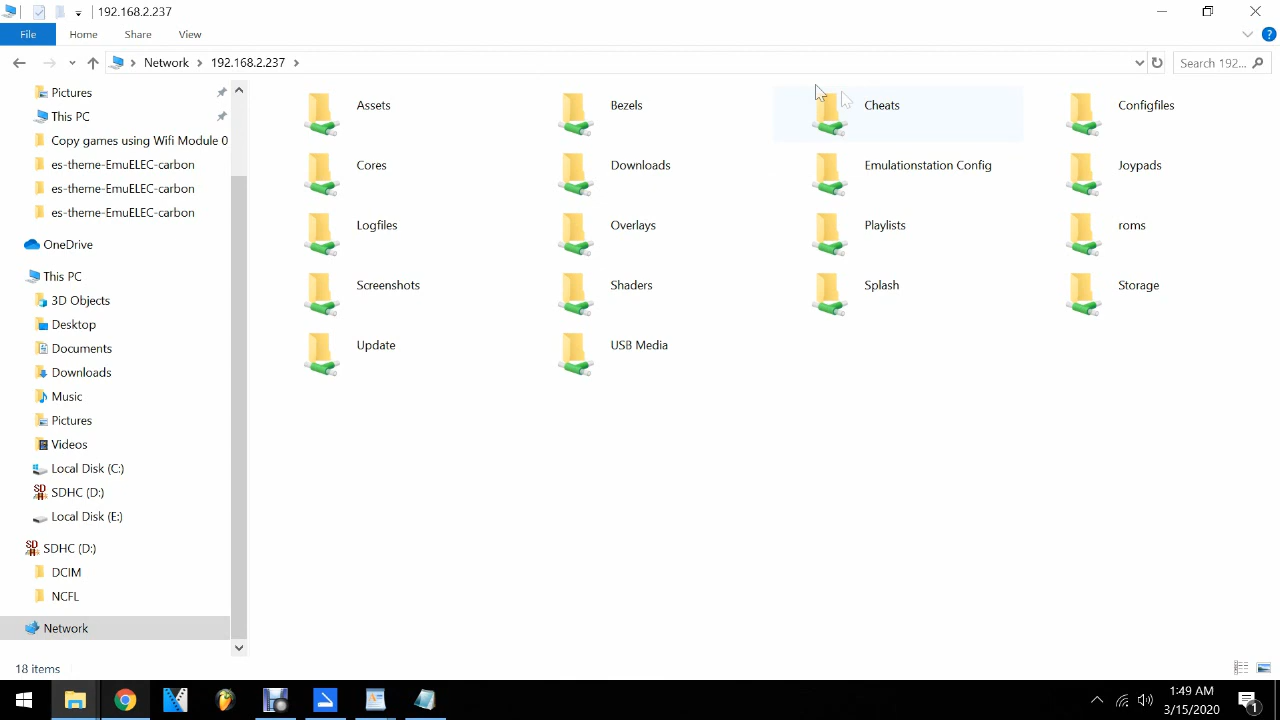 192.168.2.237
File Home Share View
Network 192.168.2.237 Search 192...
Pictures
This PC
Copy games using Wifi Module 0
es-theme-EmuELEC-carbon
es-theme-EmuELEC-carbon
es-theme-EmuELEC-carbon
OneDrive
This PC
3D Objects
Desktop
Documents
Downloads
Music
Pictures
Videos
Local Disk (C:)
SDHC (D:)
Local Disk (E:)
SDHC (D:)
DCIM
NCFL
Network
Assets Bezels Cheats Configfiles
Cores Downloads Emulationstation Config Joypads
Logfiles Overlays Playlists roms
Screenshots Shaders Splash Storage
Update USB Media
18 items
1:49 AM
3/15/2020
1